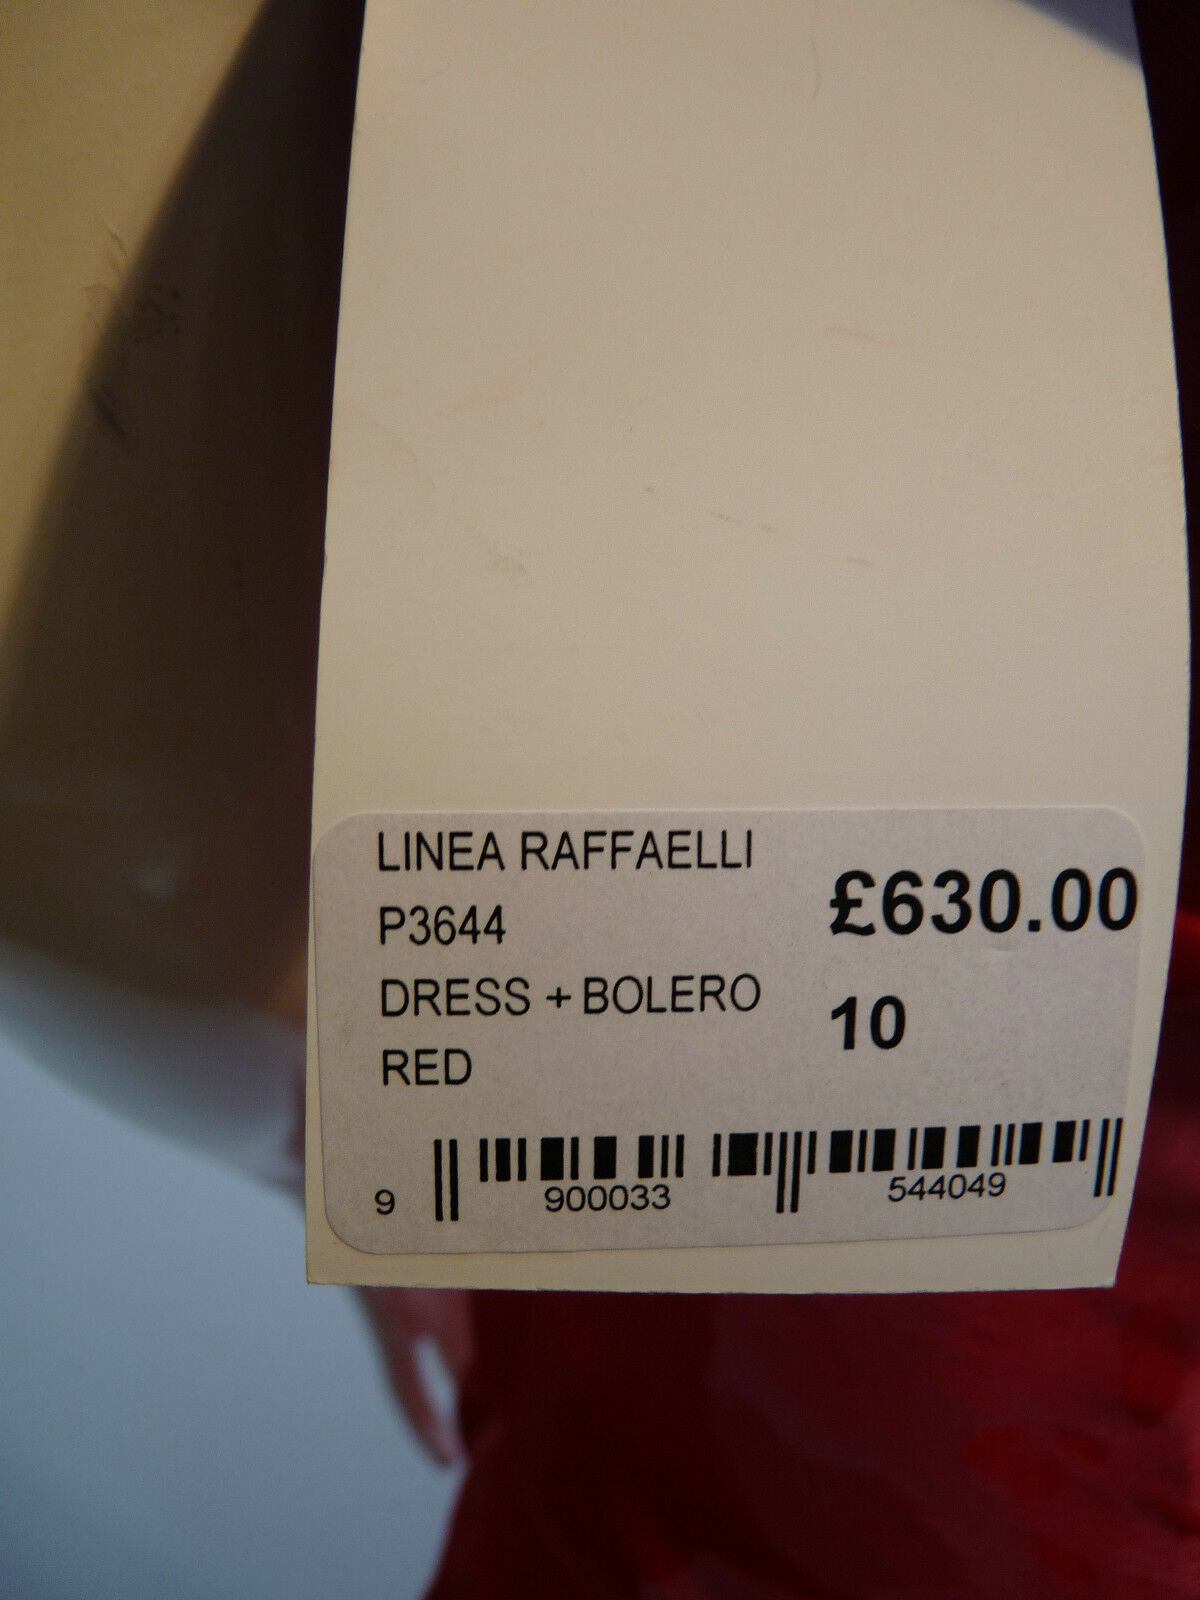 LINEA RAFFAELLI
£630.00
P3644
DRESS + BOLERO
10
RED
9 900033 544049